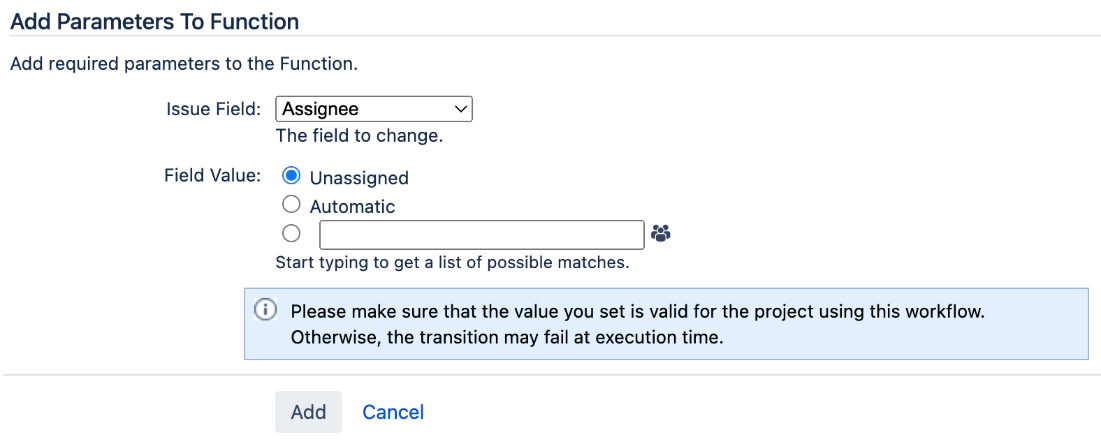 Add Parameters To Function
Add required parameters to the Function.
Issue Field: Assignee
The field to change.
Field Value: Unassigned
Automatic
Start typing to get a list of possible matches.
Please make sure that the value you set is valid for the project using this workflow.
Otherwise, the transition may fail at execution time.
Add Cancel